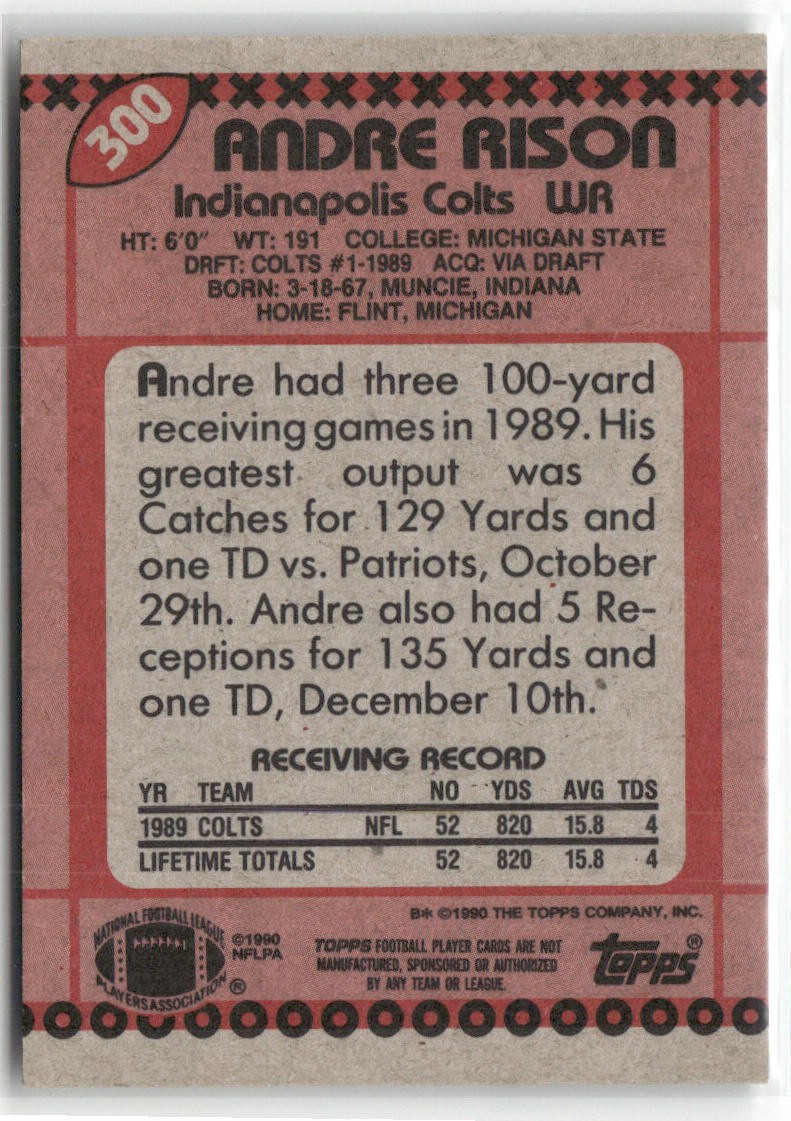 300
ANDRE RISON
Indianapolis Colts WR
HT: 6'0" WT: 191 COLLEGE: MICHIGAN STATE
DRFT: COLTS #1-1989 ACQ: VIA DRAFT
BORN: 3-18-67, MUNCIE, INDIANA
HOME: FLINT, MICHIGAN
Andre had three 100-yard
receiving games in 1989. His
greatest output was 6
Catches for 129 Yards and
one TD vs. Patriots, October
29th. Andre also had 5 Re-
ceptions for 135 Yards and
one TD, December 10th.
RECEIVING RECORD
YR TEAM NO YDS AVG TDS
1989 COLTS NFL 52 820 15.8 4
LIFETIME TOTALS 52 820 15.8 4
B* ©1990 THE TOPPS COMPANY, INC.
NATIONAL FOOTBALL LEAGUE
PLAYERS ASSOCIATION ®
©1990
NFLPA
TOPPS FOOTBALL PLAYER CARDS ARE NOT
MANUFACTURED, SPONSORED OR AUTHORIZED
BY ANY TEAM OR LEAGUE.
topps®